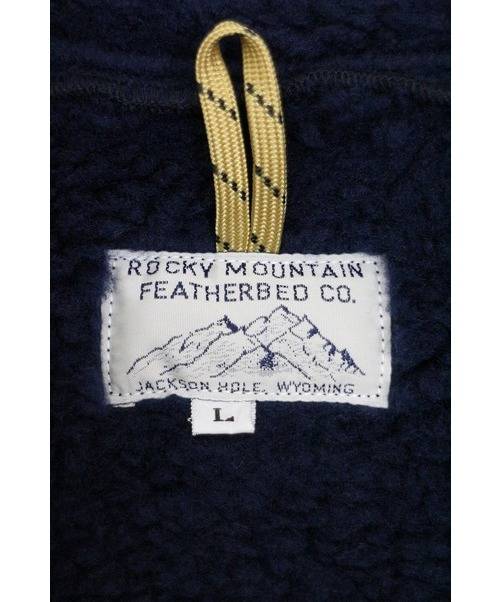 ROCKY MOUNTAIN
FEATHERBED CO.
JACKSON HOLE, WYOMING
L